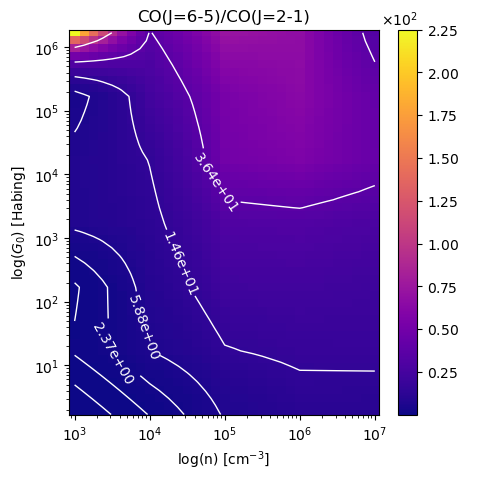 CO(J=6-5)/CO(J=2-1)
×10²
2.25
2.00
1.75
1.50
1.25
1.00
0.75
0.50
0.25
log(G₀) [Habing]
10⁶
10⁵
10⁴
10³
10²
10¹
3.64e+01
1.46e+01
5.88e+00
2.37e+00
10³ 10⁴ 10⁵ 10⁶ 10⁷
log(n) [cm⁻³]